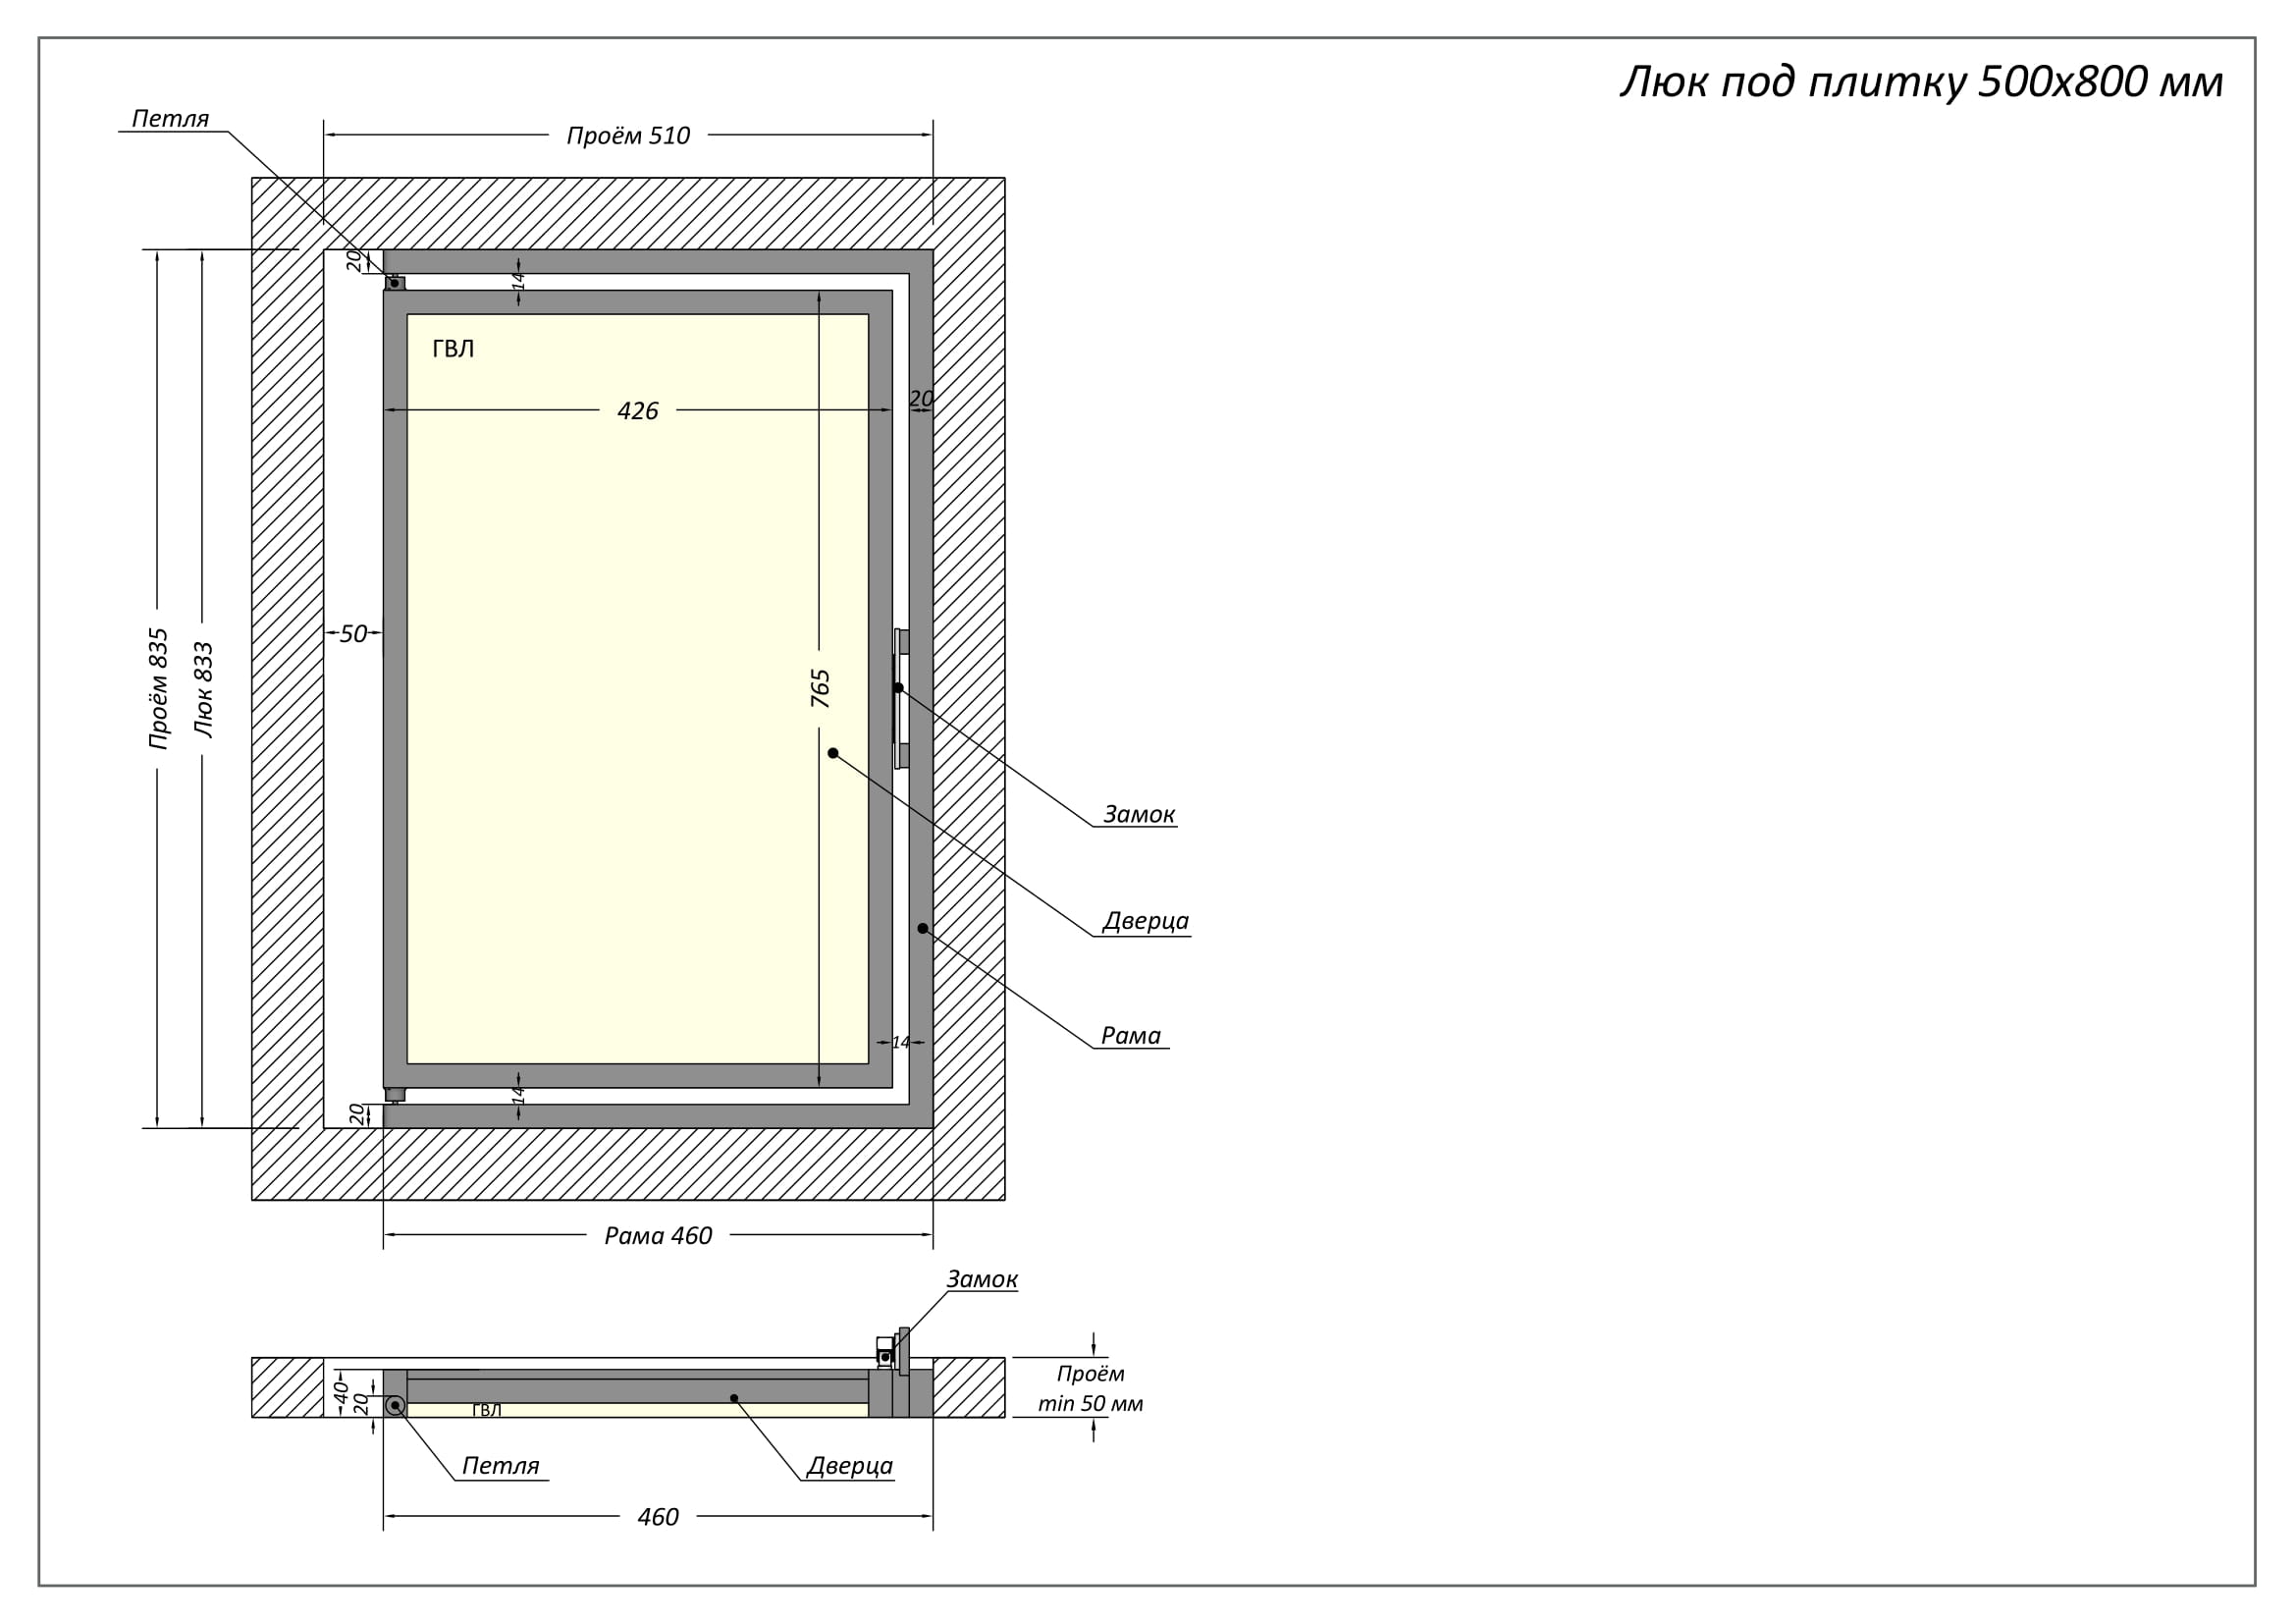 Люк под плитку 500x800 мм
Петля
Проём 510
20
14
ГВЛ
20
426
50
Проём 835
Люк 833
765
Замок
Дверца
Рама
14
14
20
Рама 460
Замок
Проём
min 50 мм
40
20
ГВЛ
Петля
Дверца
460